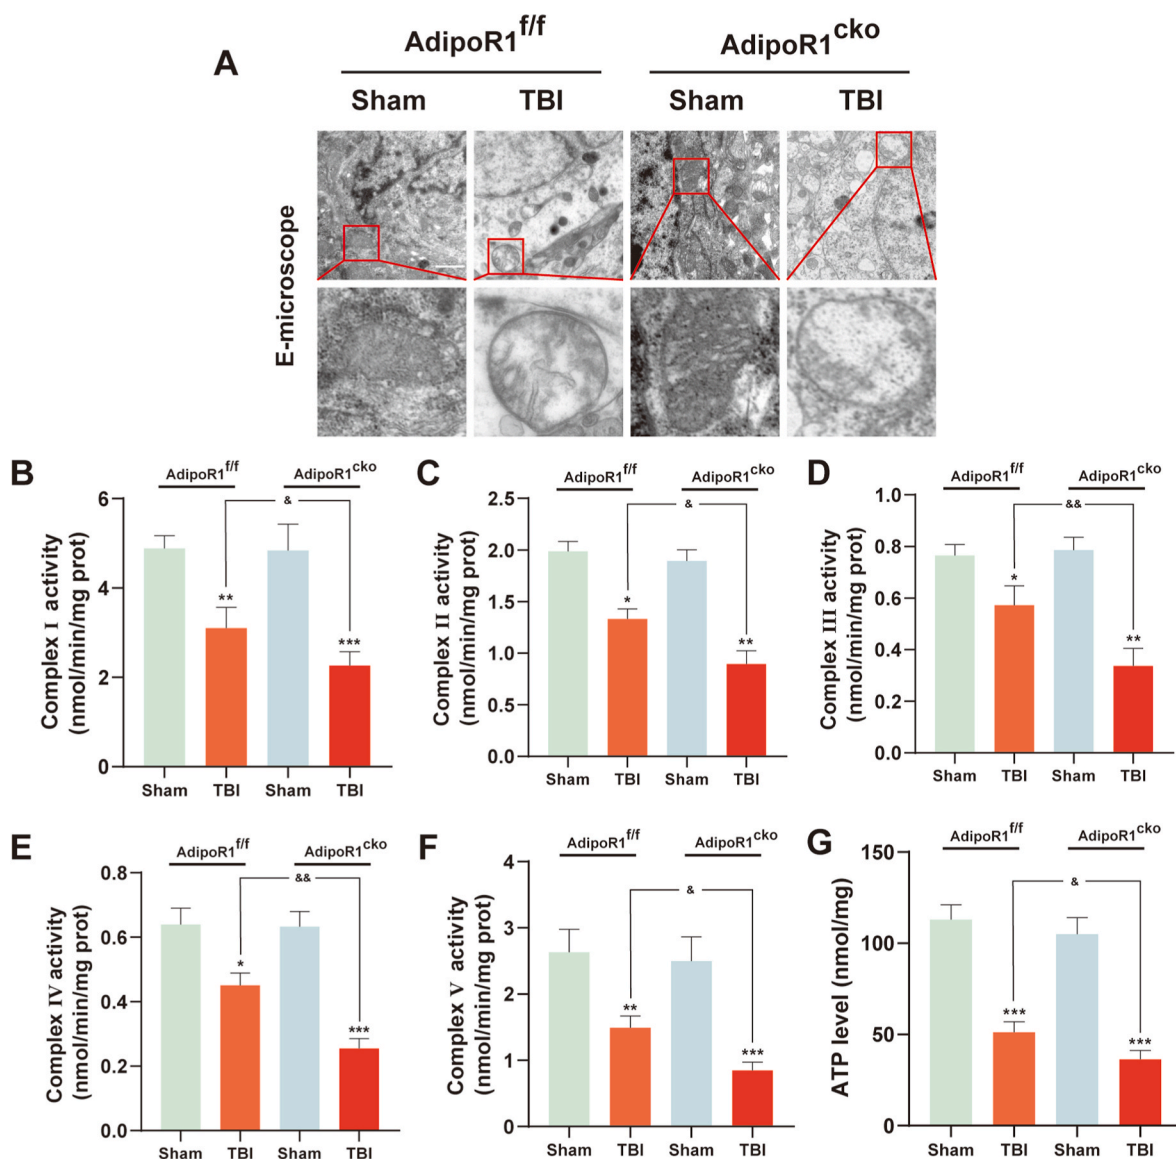 A
AdipoR1f/f AdipoR1cko
Sham TBI Sham TBI
E-microscope
B
AdipoR1f/f AdipoR1cko
Complex I activity
(nmol/min/mg prot)
6
4
2
0
&
**
***
Sham TBI Sham TBI
C
AdipoR1f/f AdipoR1cko
Complex II activity
(nmol/min/mg prot)
2.5
2.0
1.5
1.0
0.5
0.0
&
*
**
Sham TBI Sham TBI
D
AdipoR1f/f AdipoR1cko
Complex III activity
(nmol/min/mg prot)
1.0
0.8
0.6
0.4
0.2
0.0
&&
*
**
Sham TBI Sham TBI
E
AdipoR1f/f AdipoR1cko
Complex IV activity
(nmol/min/mg prot)
0.8
0.6
0.4
0.2
0.0
&&
*
***
Sham TBI Sham TBI
F
AdipoR1f/f AdipoR1cko
Complex V activity
(nmol/min/mg prot)
4
3
2
1
0
&
**
***
Sham TBI Sham TBI
G
AdipoR1f/f AdipoR1cko
ATP level (nmol/mg)
150
100
50
0
&
***
***
Sham TBI Sham TBI